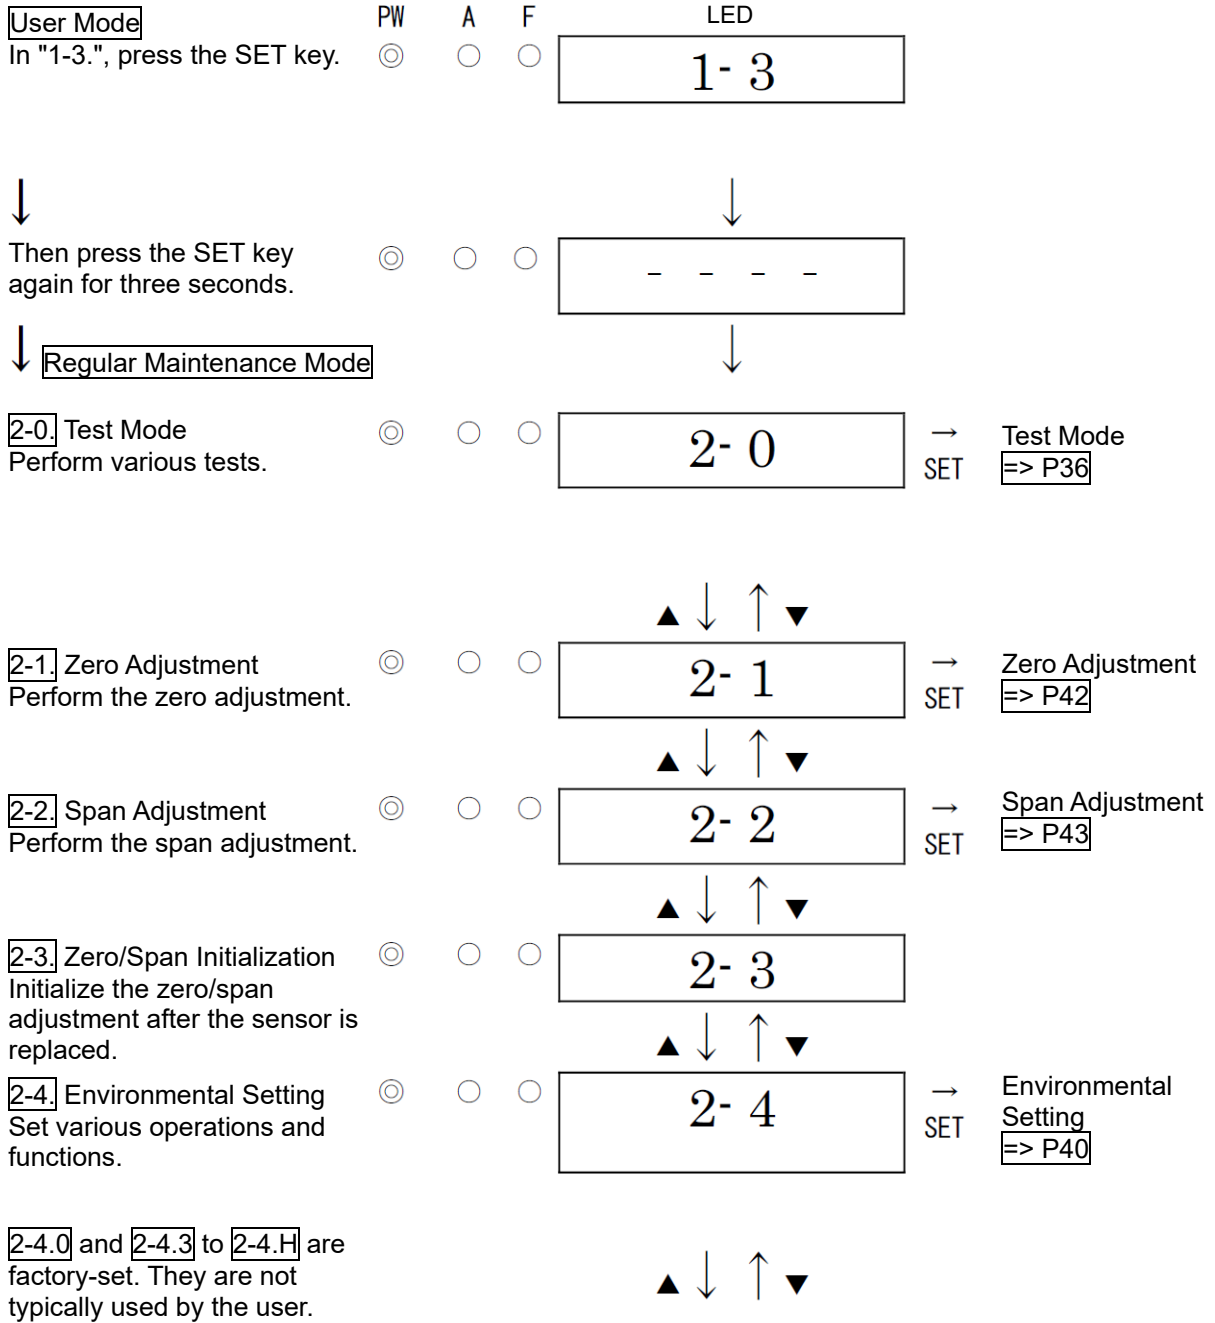 User Mode PW A F LED
In "1-3.", press the SET key. ◎ ○ ○ 1- 3
↓ ↓
Then press the SET key ◎ ○ ○ - - - -
again for three seconds.
↓ Regular Maintenance Mode ↓
2-0. Test Mode ◎ ○ ○ 2- 0 → Test Mode
Perform various tests. SET => P36
▲ ↓ ↑ ▼
2-1. Zero Adjustment ◎ ○ ○ 2- 1 → Zero Adjustment
Perform the zero adjustment. SET => P42
▲ ↓ ↑ ▼
2-2. Span Adjustment ◎ ○ ○ 2- 2 → Span Adjustment
Perform the span adjustment. SET => P43
▲ ↓ ↑ ▼
2-3. Zero/Span Initialization ◎ ○ ○ 2- 3
Initialize the zero/span
adjustment after the sensor is
replaced.
▲ ↓ ↑ ▼
2-4. Environmental Setting ◎ ○ ○ 2- 4 → Environmental
Set various operations and SET Setting
functions. => P40
2-4.0 and 2-4.3 to 2-4.H are
factory-set. They are not ▲ ↓ ↑ ▼
typically used by the user.